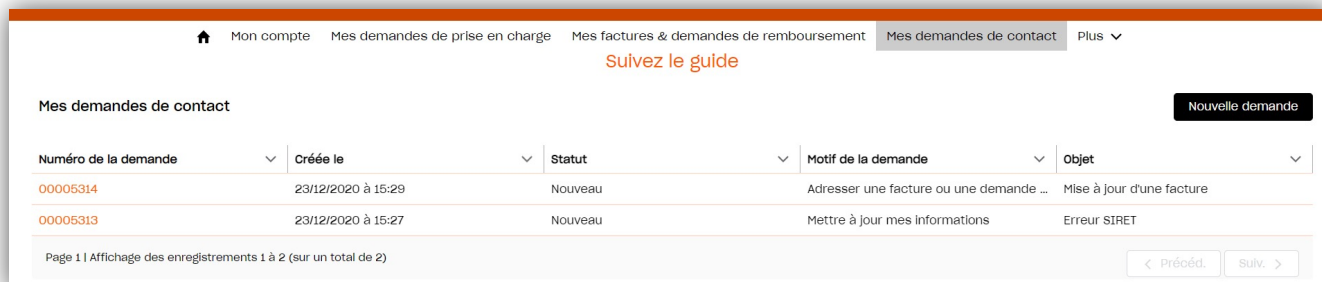 Mon compte Mes demandes de prise en charge Mes factures & demandes de remboursement Mes demandes de contact Plus
Suivez le guide
Mes demandes de contact Nouvelle demande
Numéro de la demande Créée le Statut Motif de la demande Objet
00005314 23/12/2020 à 15:29 Nouveau Adresser une facture ou une demande ... Mise à jour d'une facture
00005313 23/12/2020 à 15:27 Nouveau Mettre à jour mes informations Erreur SIRET
Page 1 | Affichage des enregistrements 1 à 2 (sur un total de 2) < Précéd. Suiv. >